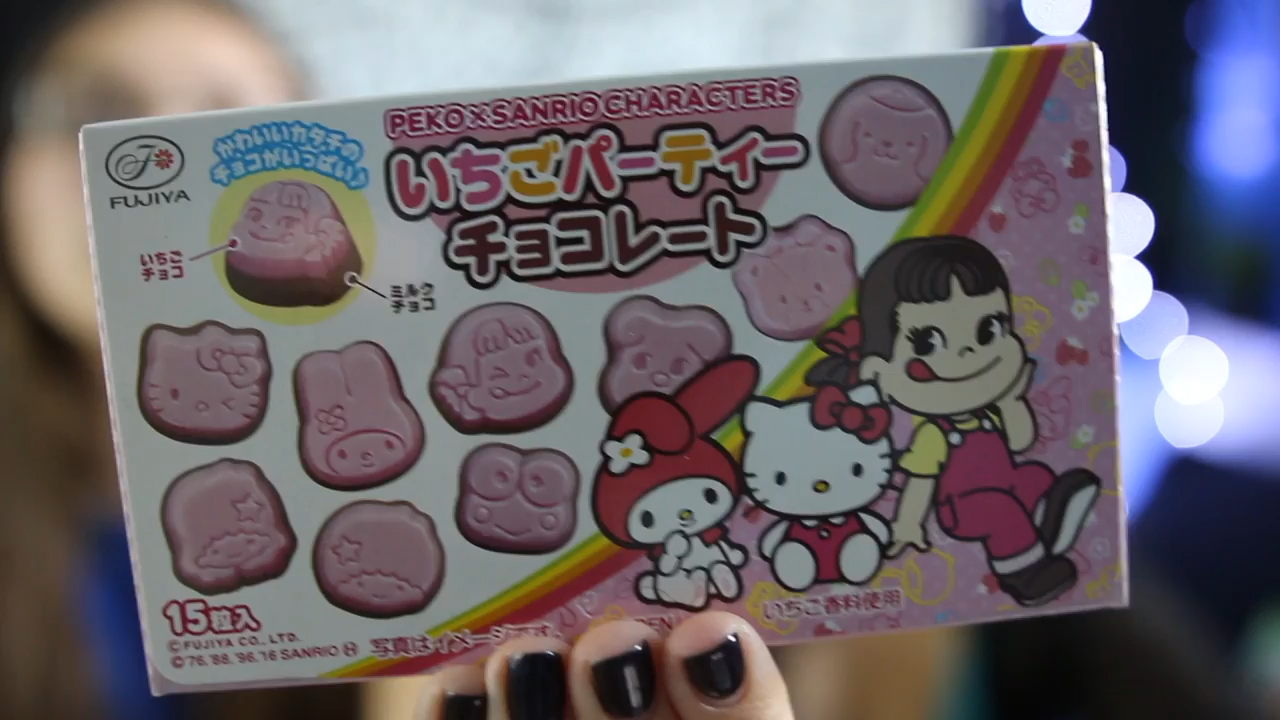 PEKO×SANRIO CHARACTERS
いちごパーティー
チョコレート
FUJIYA
かわいいカタチの
チョコがいっぱい♪
いちご
チョコ
ミルク
チョコ
15粒入
©FUJIYA CO., LTD.
©'76,'88,'96,'16 SANRIO Ⓗ
写真はイメージです。
いちご香料使用